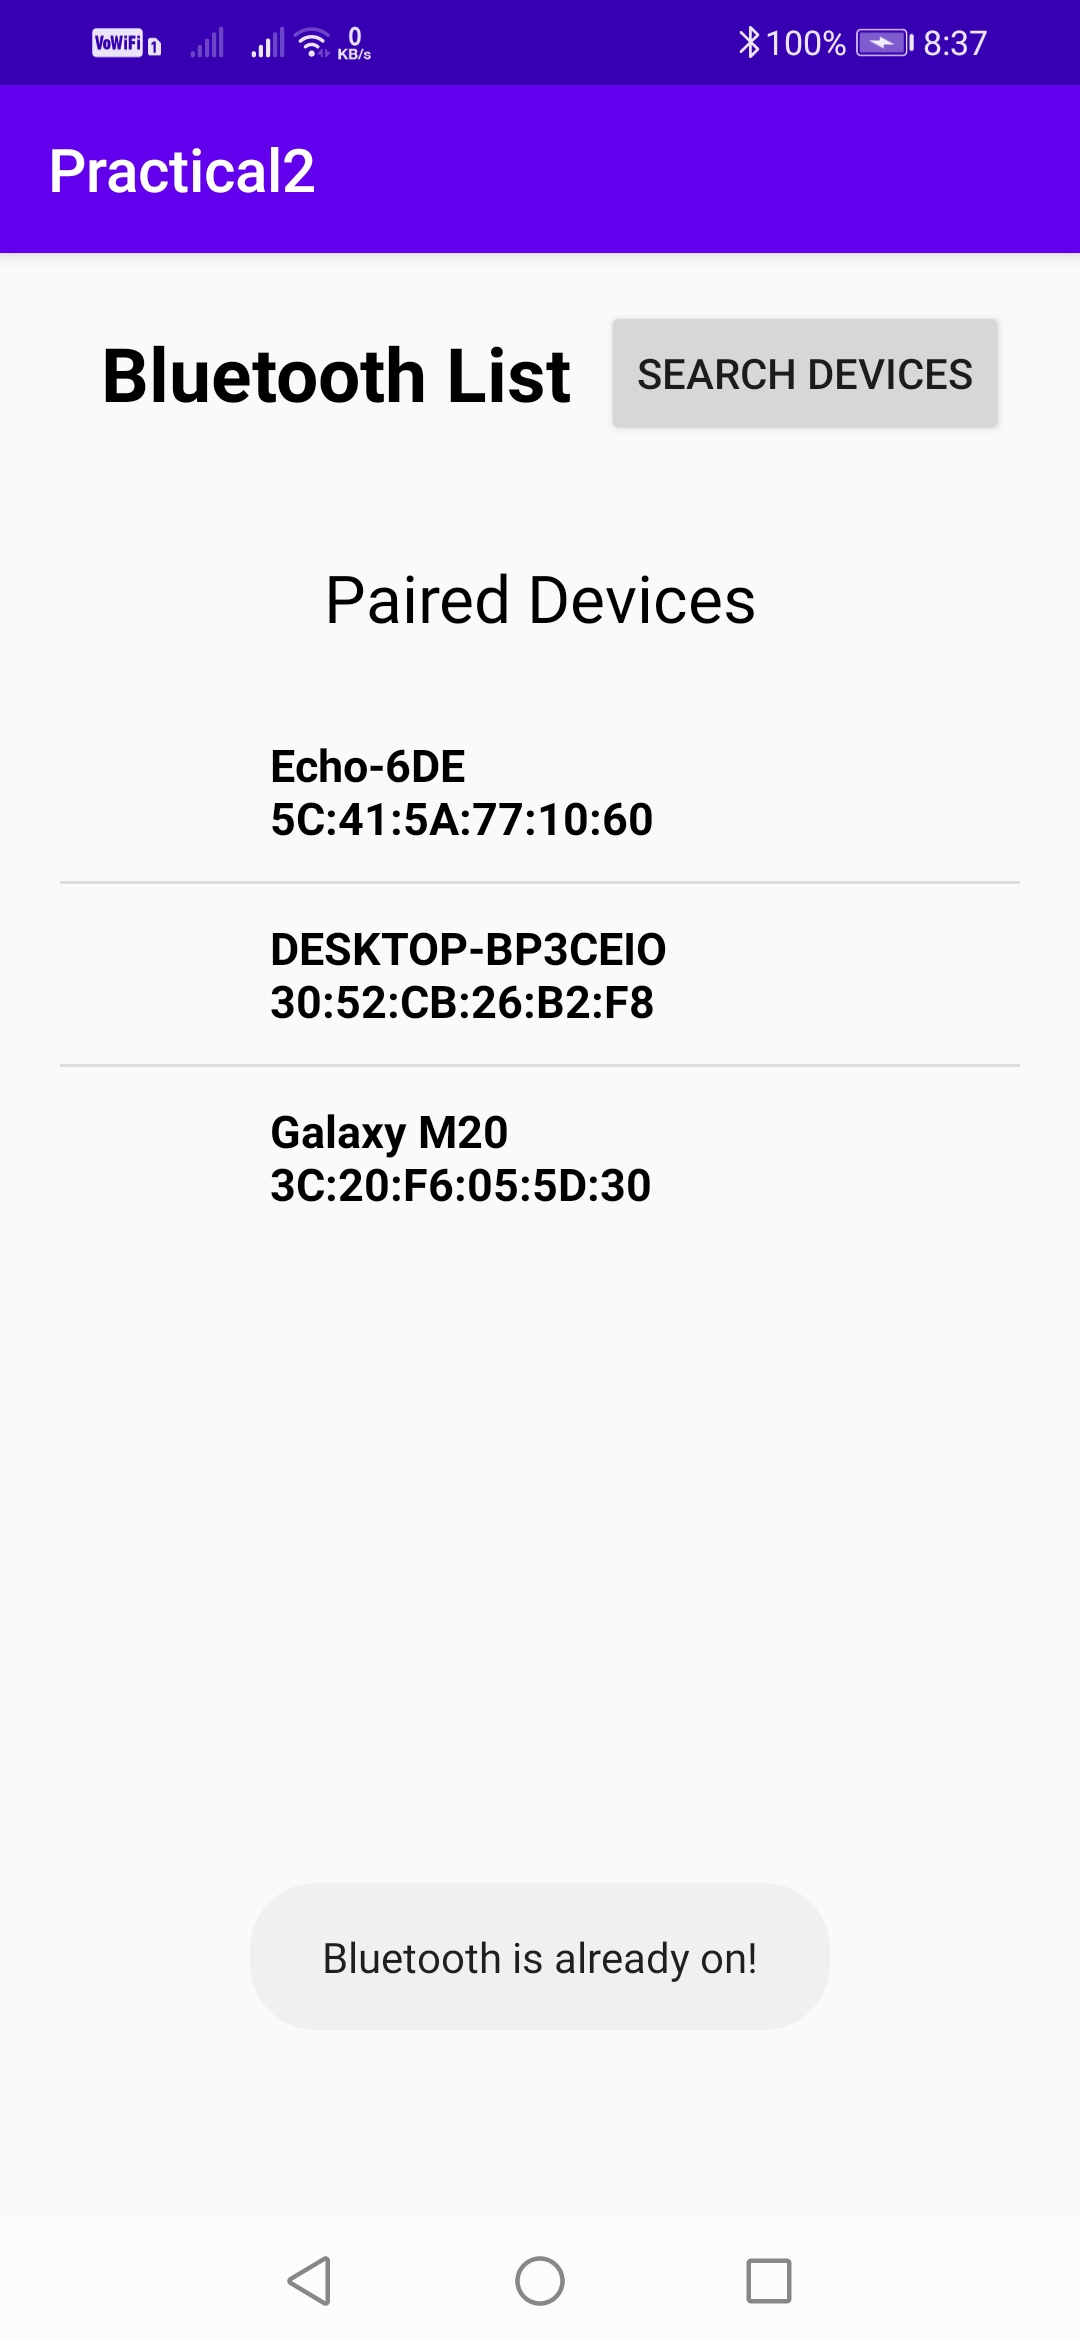 VoWiFi 1 0 KB/s 100% 8:37
Practical2
Bluetooth List SEARCH DEVICES
Paired Devices
Echo-6DE
5C:41:5A:77:10:60
DESKTOP-BP3CEIO
30:52:CB:26:B2:F8
Galaxy M20
3C:20:F6:05:5D:30
Bluetooth is already on!